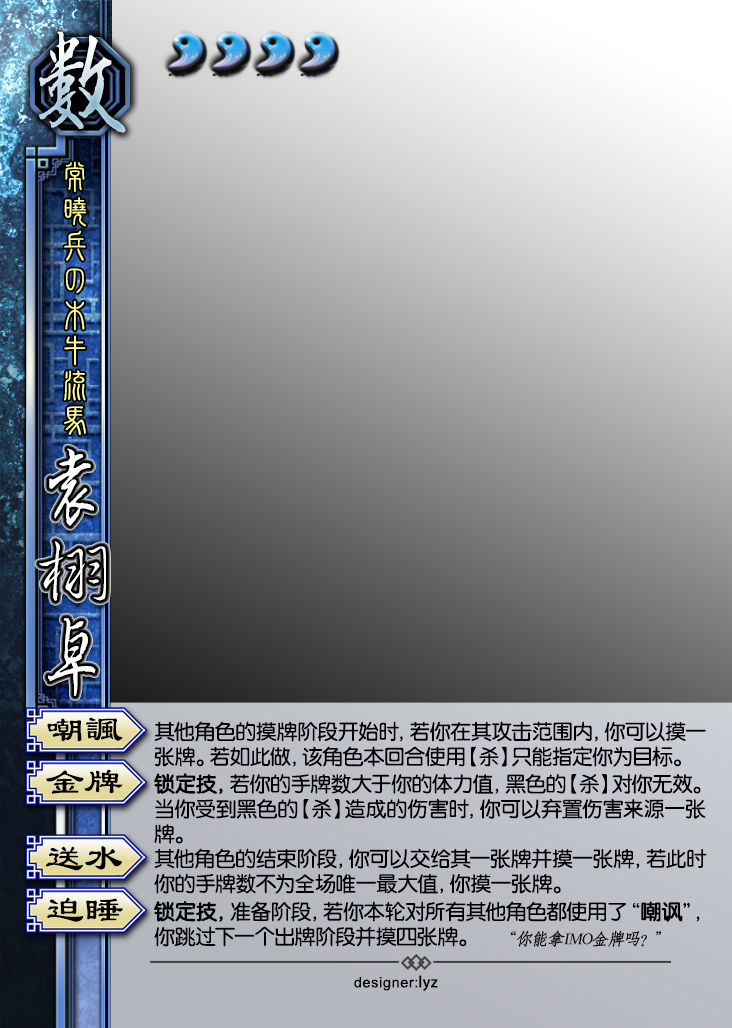 数
常曉兵の木牛流馬
袁栩卓
嘲諷
其他角色的摸牌阶段开始时，若你在其攻击范围内，你可以摸一
张牌。若如此做，该角色本回合使用【杀】只能指定你为目标。
金牌
锁定技，若你的手牌数大于你的体力值，黑色的【杀】对你无效。
当你受到黑色的【杀】造成的伤害时，你可以弃置伤害来源一张
牌。
送水
其他角色的结束阶段，你可以交给其一张牌并摸一张牌，若此时
你的手牌数不为全场唯一最大值，你摸一张牌。
迫睡
锁定技，准备阶段，若你本轮对所有其他角色都使用了“嘲讽”，
你跳过下一个出牌阶段并摸四张牌。 “你能拿IMO金牌吗？”
designer:lyz